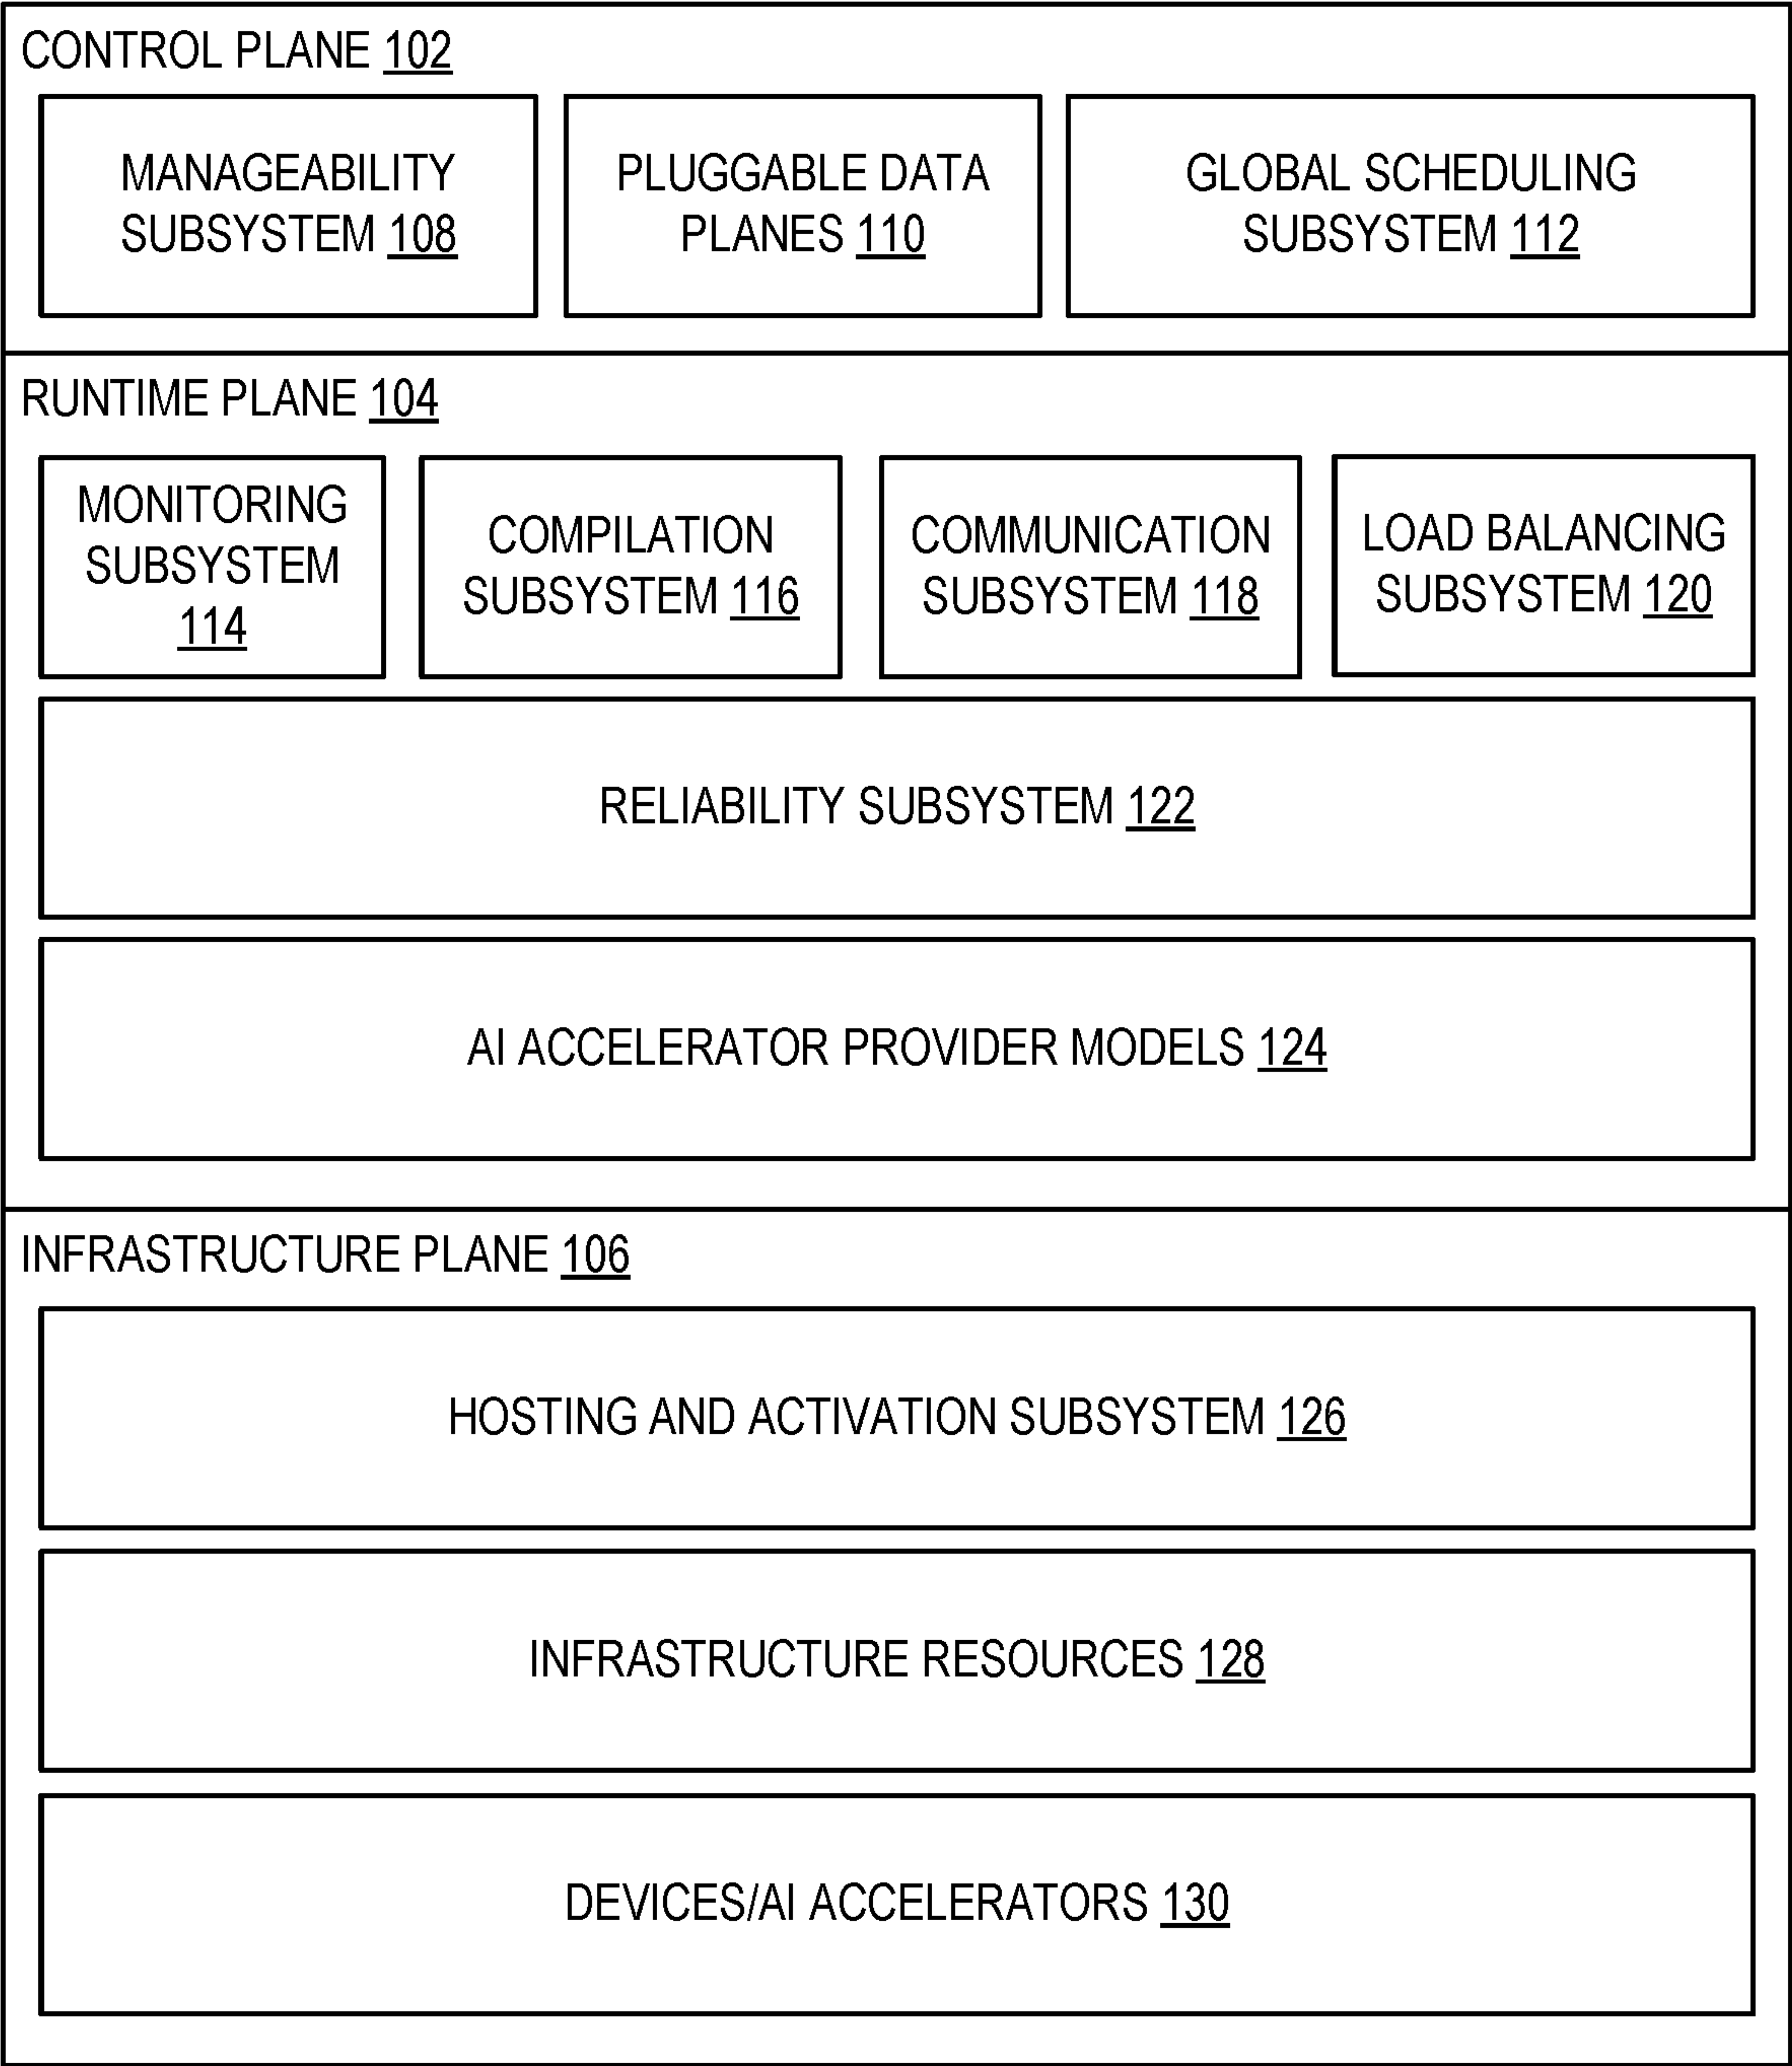 CONTROL PLANE 102
MANAGEABILITY
SUBSYSTEM 108
PLUGGABLE DATA
PLANES 110
GLOBAL SCHEDULING
SUBSYSTEM 112
RUNTIME PLANE 104
MONITORING
SUBSYSTEM
114
COMPILATION
SUBSYSTEM 116
COMMUNICATION
SUBSYSTEM 118
LOAD BALANCING
SUBSYSTEM 120
RELIABILITY SUBSYSTEM 122
AI ACCELERATOR PROVIDER MODELS 124
INFRASTRUCTURE PLANE 106
HOSTING AND ACTIVATION SUBSYSTEM 126
INFRASTRUCTURE RESOURCES 128
DEVICES/AI ACCELERATORS 130